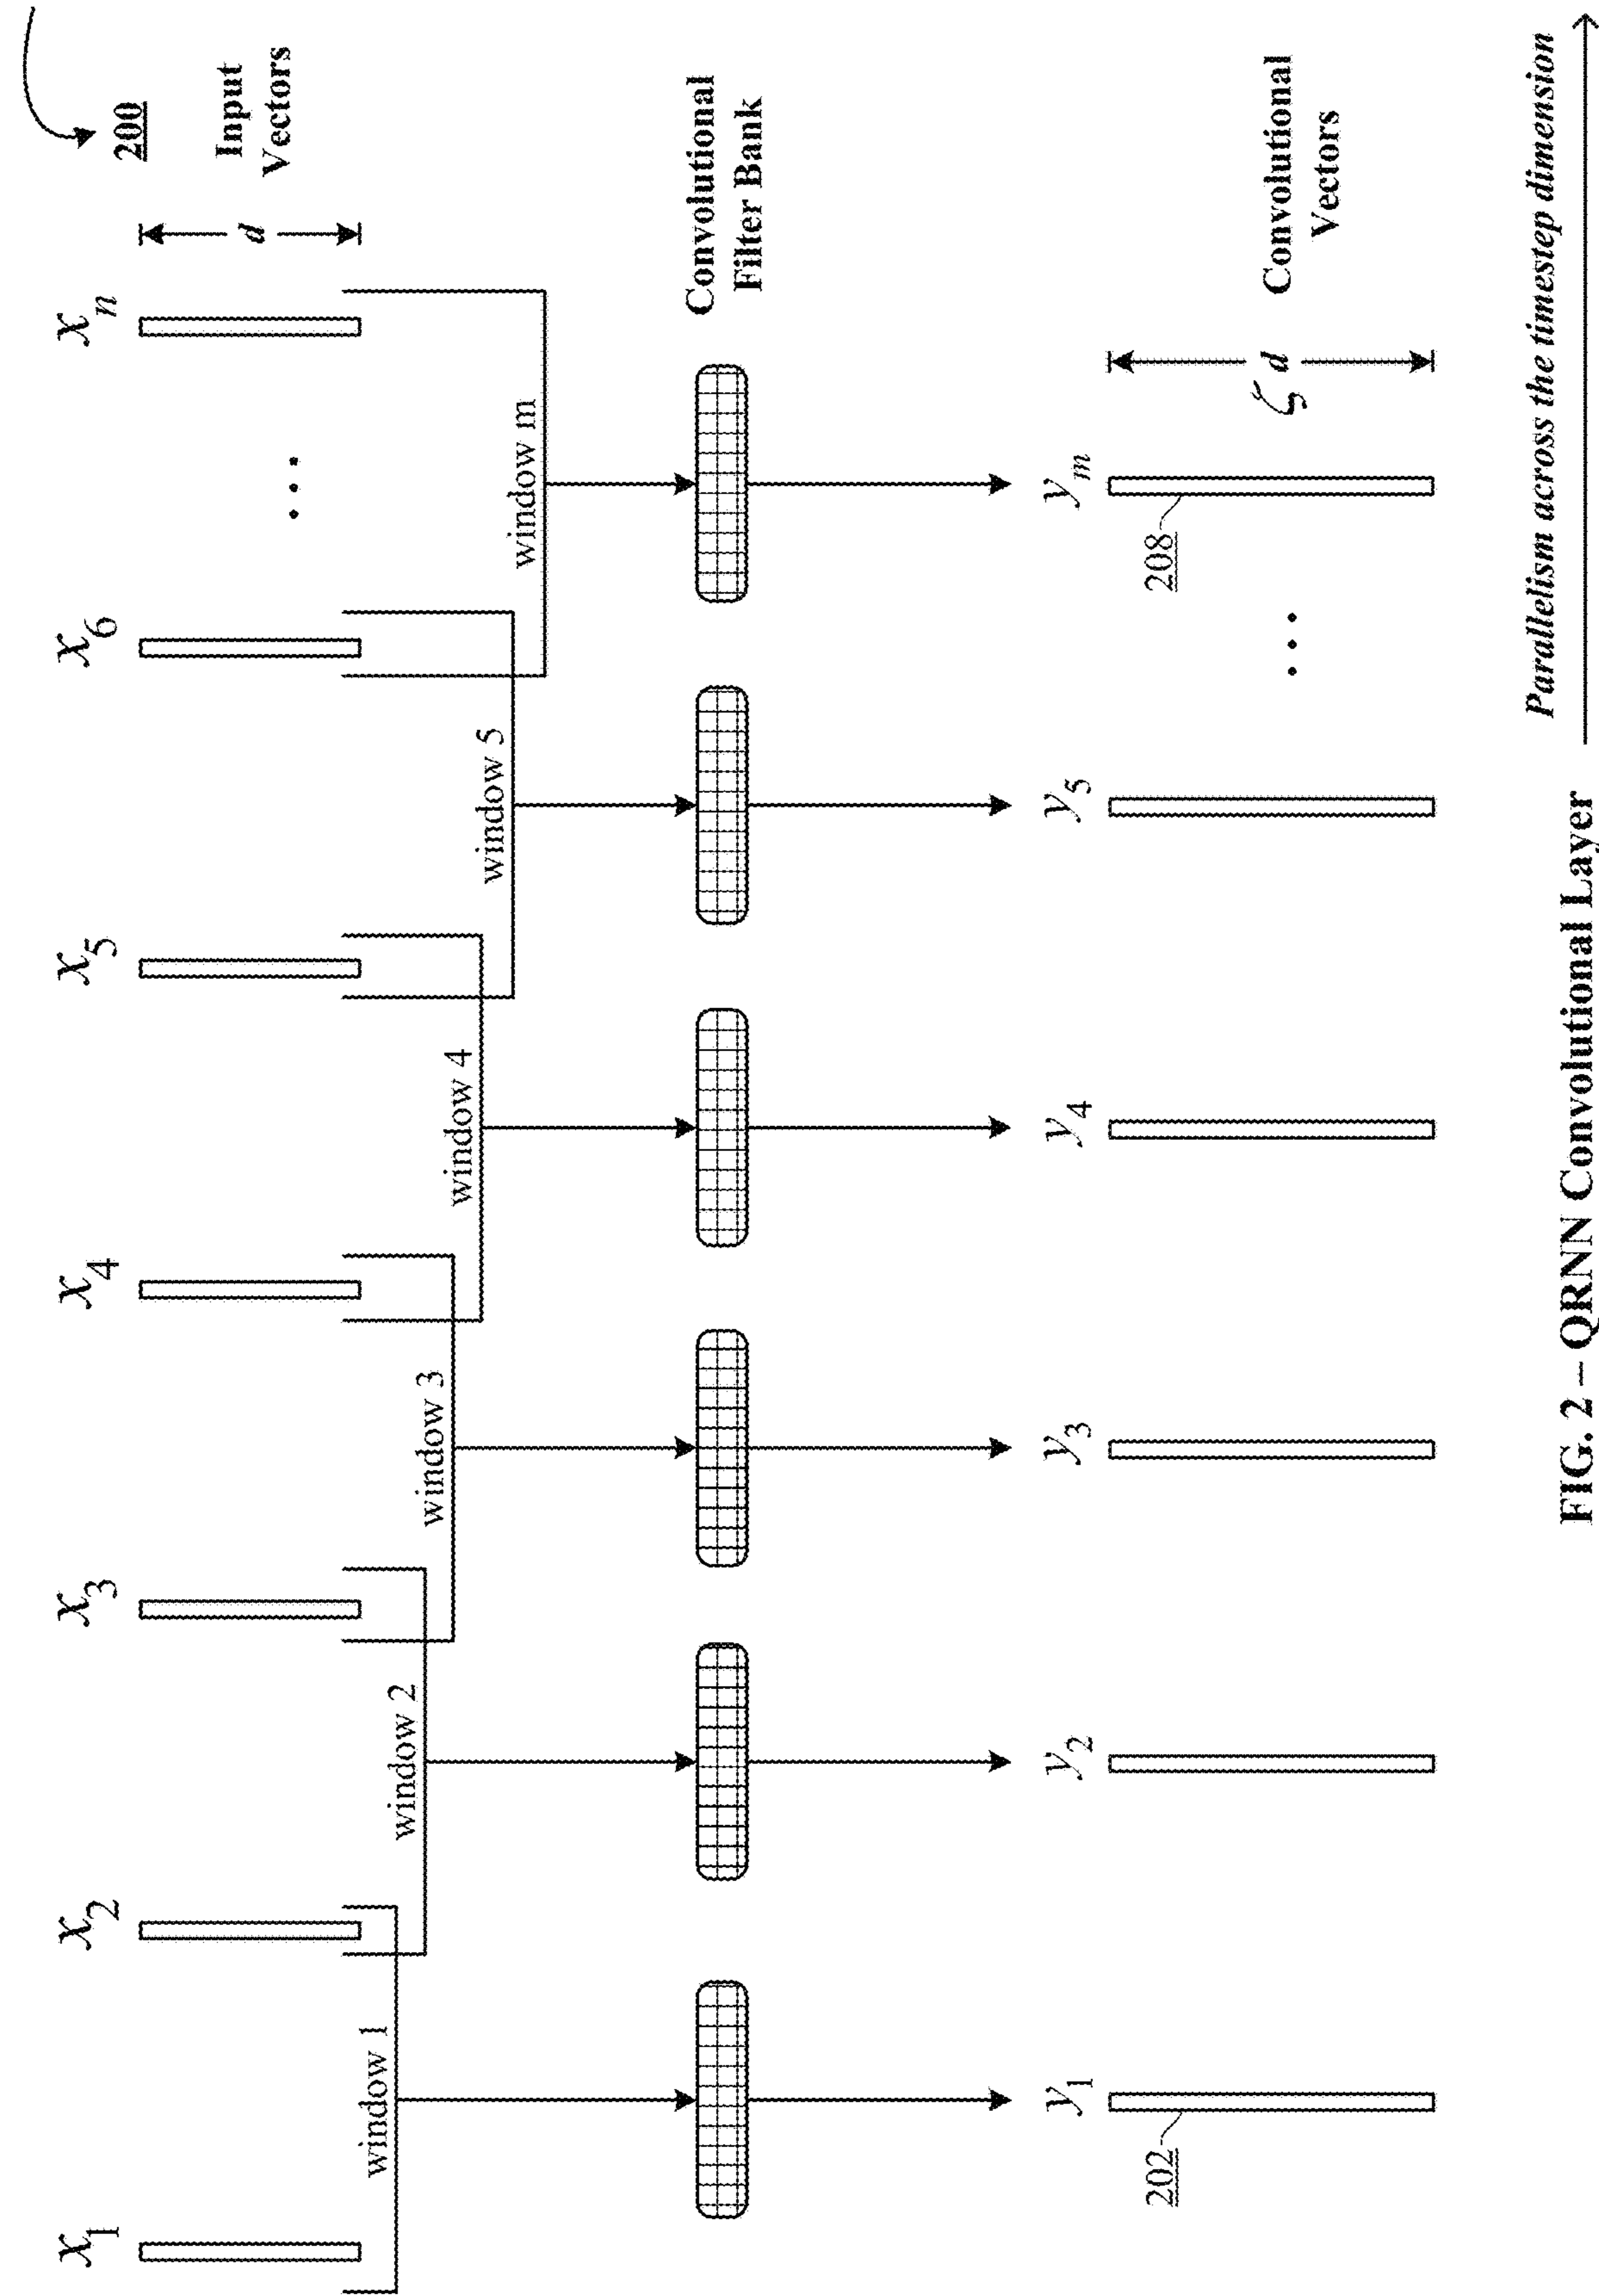 200
Input
Vectors
x1
x2
x3
x4
x5
x6
...
xn
d
window 1
window 2
window 3
window 4
window 5
window m
Convolutional
Filter Bank
y1
y2
y3
y4
y5
ym
202
...
208
ζ d
Convolutional
Vectors
Parallelism across the timestep dimension
FIG. 2 – QRNN Convolutional Layer